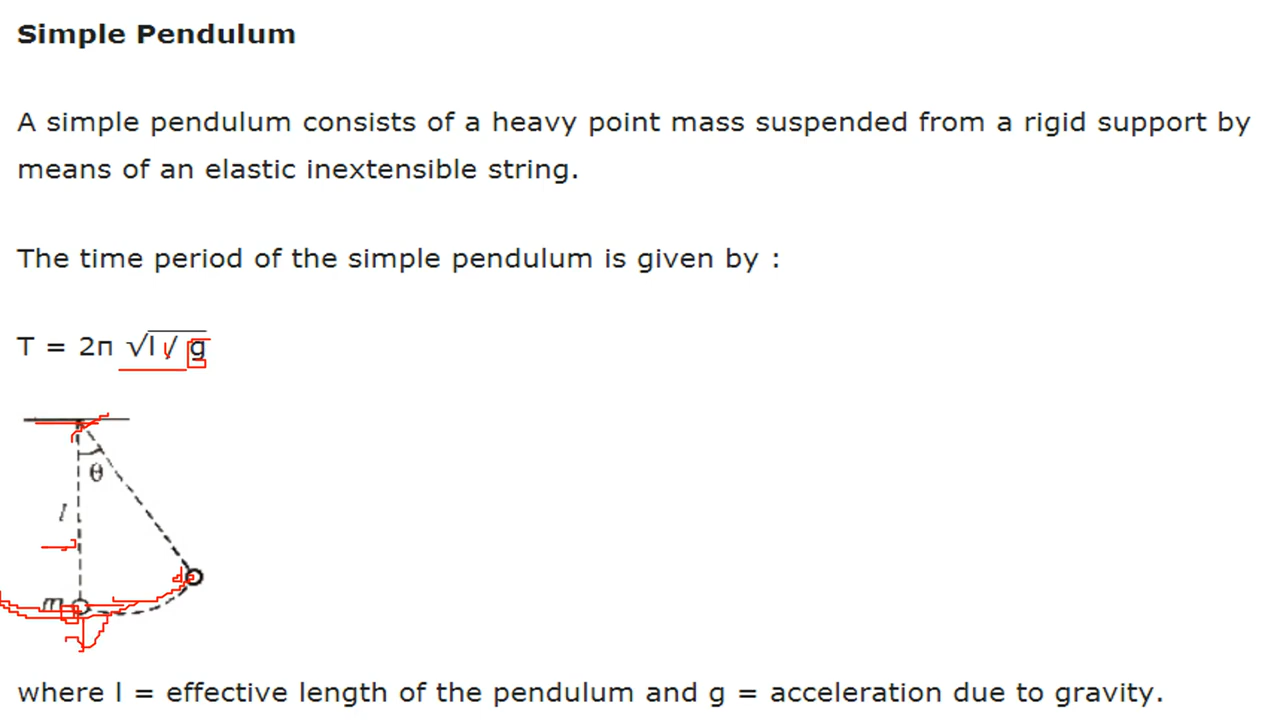 Simple Pendulum
A simple pendulum consists of a heavy point mass suspended from a rigid support by
means of an elastic inextensible string.
The time period of the simple pendulum is given by :
T = 2п √l / g
θ
l
m
where l = effective length of the pendulum and g = acceleration due to gravity.